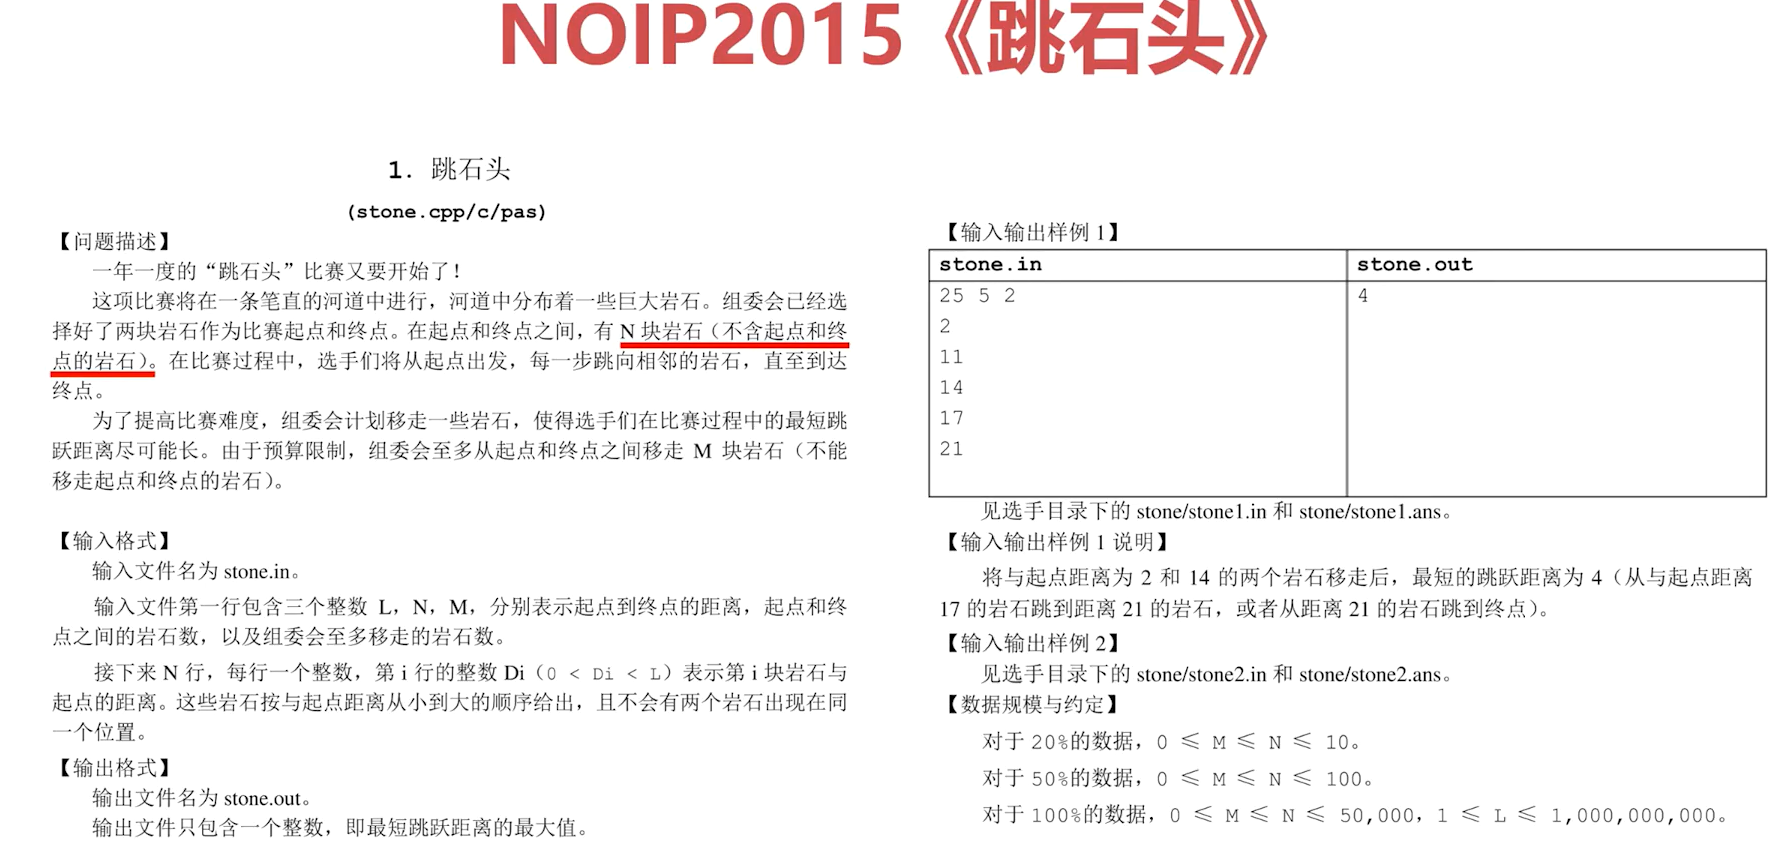 NOIP2015《跳石头》
1. 跳石头
(stone.cpp/c/pas)
【问题描述】
一年一度的“跳石头”比赛又要开始了!
这项比赛将在一条笔直的河道中进行，河道中分布着一些巨大岩石。组委会已经选
择好了两块岩石作为比赛起点和终点。在起点和终点之间，有 N 块岩石（不含起点和终
点的岩石）。在比赛过程中，选手们将从起点出发，每一步跳向相邻的岩石，直至到达
终点。
为了提高比赛难度，组委会计划移走一些岩石，使得选手们在比赛过程中的最短跳
跃距离尽可能长。由于预算限制，组委会至多从起点和终点之间移走 M 块岩石（不能
移走起点和终点的岩石）。
【输入格式】
输入文件名为 stone.in。
输入文件第一行包含三个整数 L，N，M，分别表示起点到终点的距离，起点和终
点之间的岩石数，以及组委会至多移走的岩石数。
接下来 N 行，每行一个整数，第 i 行的整数 Di（0 < Di < L）表示第 i 块岩石与
起点的距离。这些岩石按与起点距离从小到大的顺序给出，且不会有两个岩石出现在同
一个位置。
【输出格式】
输出文件名为 stone.out。
输出文件只包含一个整数，即最短跳跃距离的最大值。
【输入输出样例 1】
stone.in stone.out
25 5 2 4
2
11
14
17
21
见选手目录下的 stone/stone1.in 和 stone/stone1.ans。
【输入输出样例 1 说明】
将与起点距离为 2 和 14 的两个岩石移走后，最短的跳跃距离为 4（从与起点距离
17 的岩石跳到距离 21 的岩石，或者从距离 21 的岩石跳到终点）。
【输入输出样例 2】
见选手目录下的 stone/stone2.in 和 stone/stone2.ans。
【数据规模与约定】
对于 20%的数据，0 ≤ M ≤ N ≤ 10。
对于 50%的数据，0 ≤ M ≤ N ≤ 100。
对于 100%的数据，0 ≤ M ≤ N ≤ 50,000，1 ≤ L ≤ 1,000,000,000。